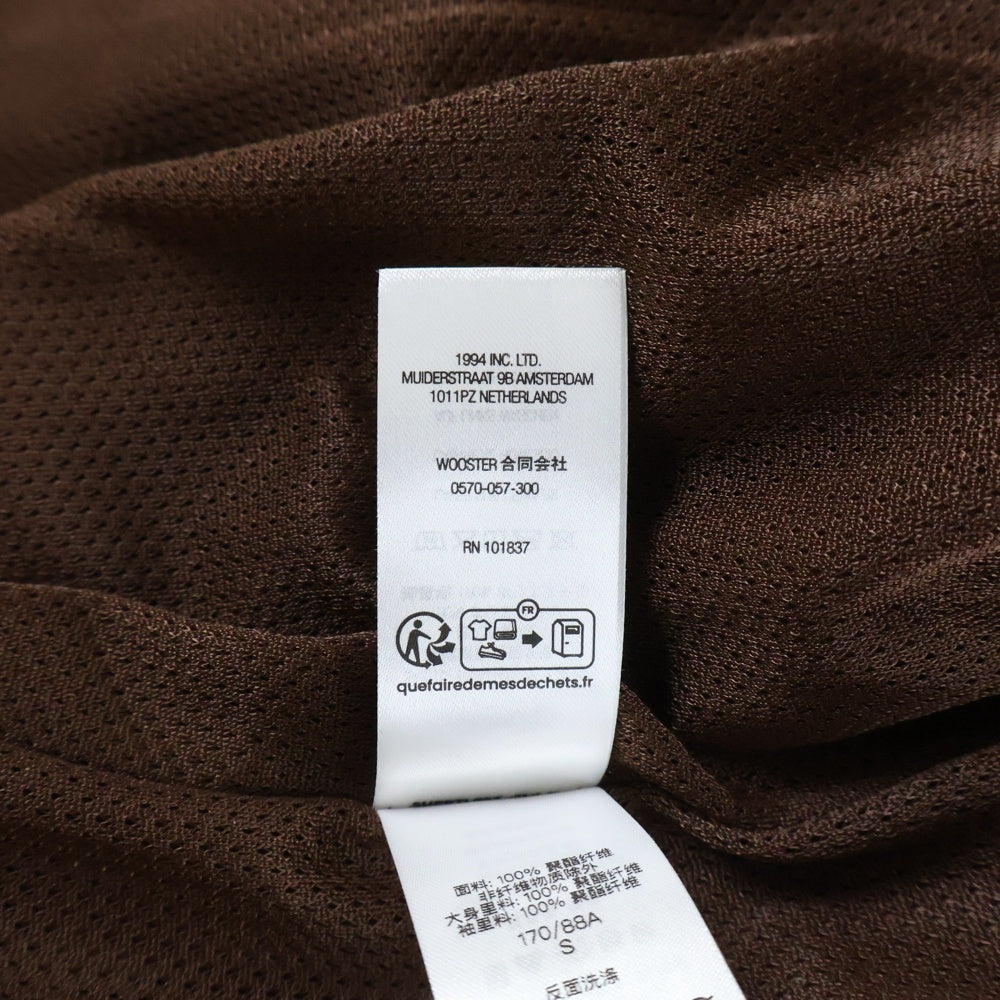 1994 INC. LTD.
MUIDERSTRAAT 9B AMSTERDAM
1011PZ NETHERLANDS
WOOSTER 合同会社
0570-057-300
RN 101837
FR
quefairedemesdechets.fr
面料: 100% 聚酯纤维
非纤维物质除外
大身里料: 100% 聚酯纤维
袖里料: 100% 聚酯纤维
170/88A
S
反面洗涤